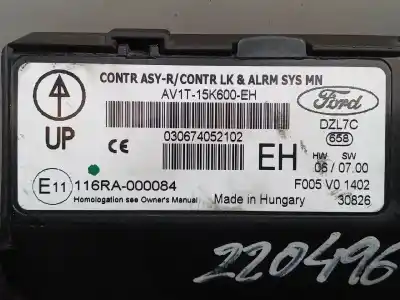 CONTR ASY-R/CONTR LK & ALRM SYS MN
AV1T-15K600-EH
Ford
UP
CE
030674052102
DZL7C
658
EH
HW SW
06 / 07.00
E11
116RA-000084
F005 V0 1402
Homologation see Owner's Manual
Made in Hungary
30826
220496